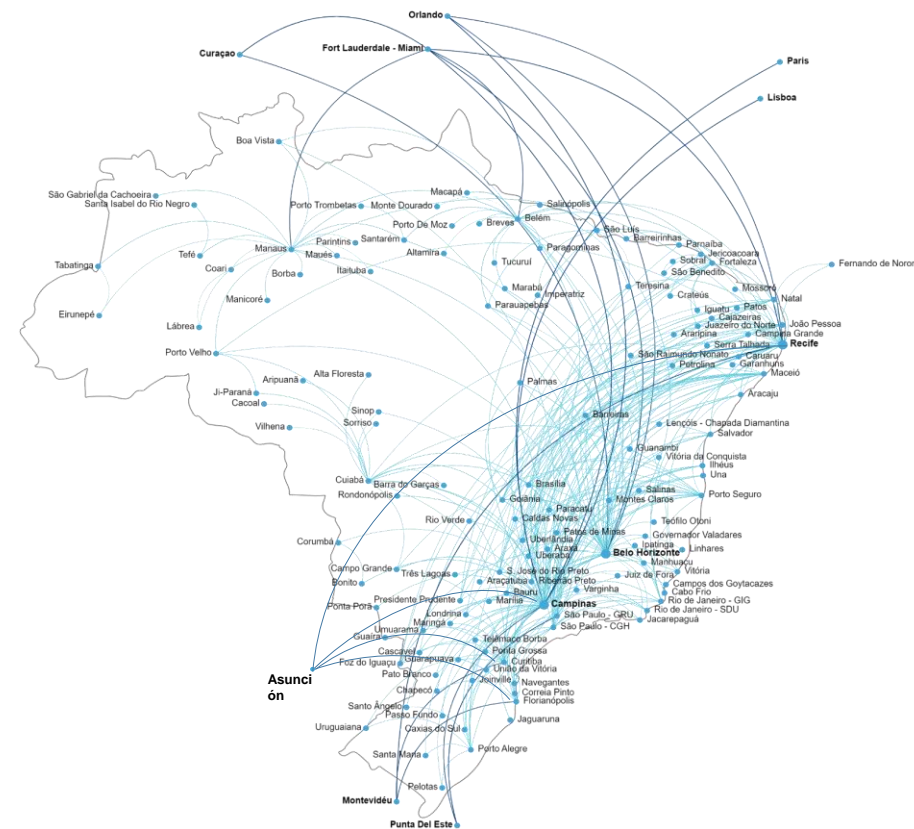 Orlando
Curaçao
Fort Lauderdale - Miami
Paris
Lisboa
Boa Vista
São Gabriel da Cachoeira
Santa Isabel do Rio Negro
Porto Trombetas
Monte Dourado
Macapá
Salinópolis
Breves
Belém
Porto De Moz
São Luís
Barreirinhas
Manaus
Parintins
Santarém
Paragominas
Parnaíba
Jericoacoara
Tefé
Maués
Altamira
Tucuruí
Sobral
Fortaleza
Fernando de Noror
Tabatinga
Coari
Borba
Itaituba
São Benedito
Marabá
Imperatriz
Teresina
Crateús
Mossoró
Natal
Manicoré
Parauapebas
Iguatu
Patos
Eirunepé
Cajazeiras
Lábrea
Juazeiro do Norte
João Pessoa
Araripina
Campina Grande
Serra Talhada
Recife
Porto Velho
São Raimundo Nonato
Caruaru
Petrolina
Garanhuns
Maceió
Alta Floresta
Aripuanã
Palmas
Ji-Paraná
Cacoal
Aracaju
Sinop
Sorriso
Barreiras
Vilhena
Lençóis - Chapada Diamantina
Salvador
Guanambi
Vitória da Conquista
Ilhéus
Una
Cuiabá
Barra do Garças
Brasília
Rondonópolis
Goiânia
Salinas
Montes Claros
Porto Seguro
Paracatu
Rio Verde
Caldas Novas
Teófilo Otoni
Patos de Minas
Governador Valadares
Corumbá
Uberlândia
Araxá
Ipatinga
Linhares
Uberaba
Belo Horizonte
Manhuaçu
Campo Grande
Três Lagoas
S. José do Rio Preto
Juiz de Fora
Vitória
Bonito
Araçatuba
Ribeirão Preto
Varginha
Campos dos Goytacazes
Bauru
Cabo Frio
Presidente Prudente
Marília
Rio de Janeiro - GIG
Ponta Porã
Campinas
Rio de Janeiro - SDU
Londrina
São Paulo - GRU
Jacarepaguá
Maringá
São Paulo - CGH
Umuarama
Guaíra
Telêmaco Borba
Cascavel
Ponta Grossa
Foz do Iguaçu
Guarapuava
Curitiba
União da Vitória
Asunci
ón
Pato Branco
Joinville
Navegantes
Chapecó
Correia Pinto
Florianópolis
Santo Ângelo
Passo Fundo
Jaguaruna
Uruguaiana
Caxias do Sul
Santa Maria
Porto Alegre
Pelotas
Montevidéu
Punta Del Este